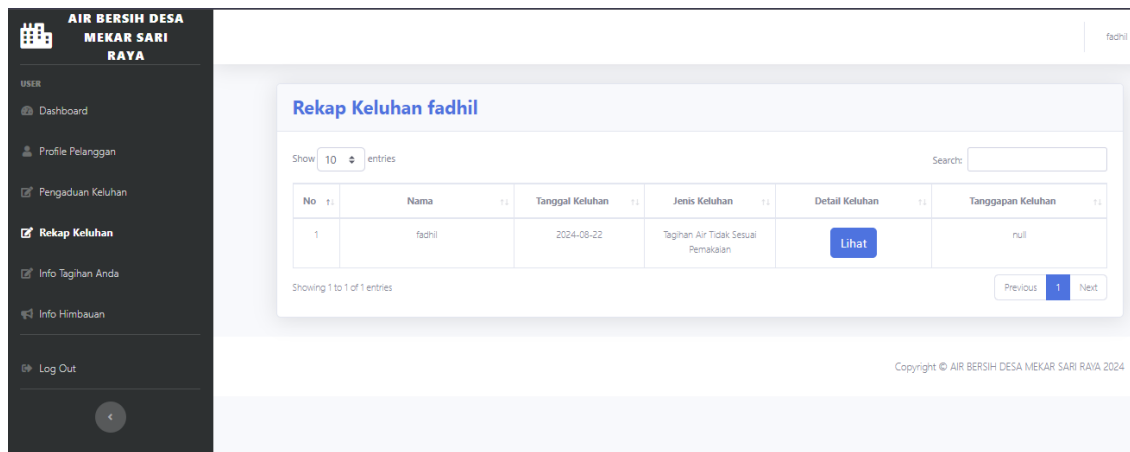 AIR BERSIH DESA
MEKAR SARI
RAYA
fadhil
USER
Dashboard
Profile Pelanggan
Pengaduan Keluhan
Rekap Keluhan
Info Tagihan Anda
Info Himbauan
Log Out
Rekap Keluhan fadhil
Show 10 entries Search:
No Nama Tanggal Keluhan Jenis Keluhan Detail Keluhan Tanggapan Keluhan
1 fadhil 2024-08-22 Tagihan Air Tidak Sesuai Pemakaian Lihat null
Showing 1 to 1 of 1 entries Previous 1 Next
Copyright © AIR BERSIH DESA MEKAR SARI RAYA 2024